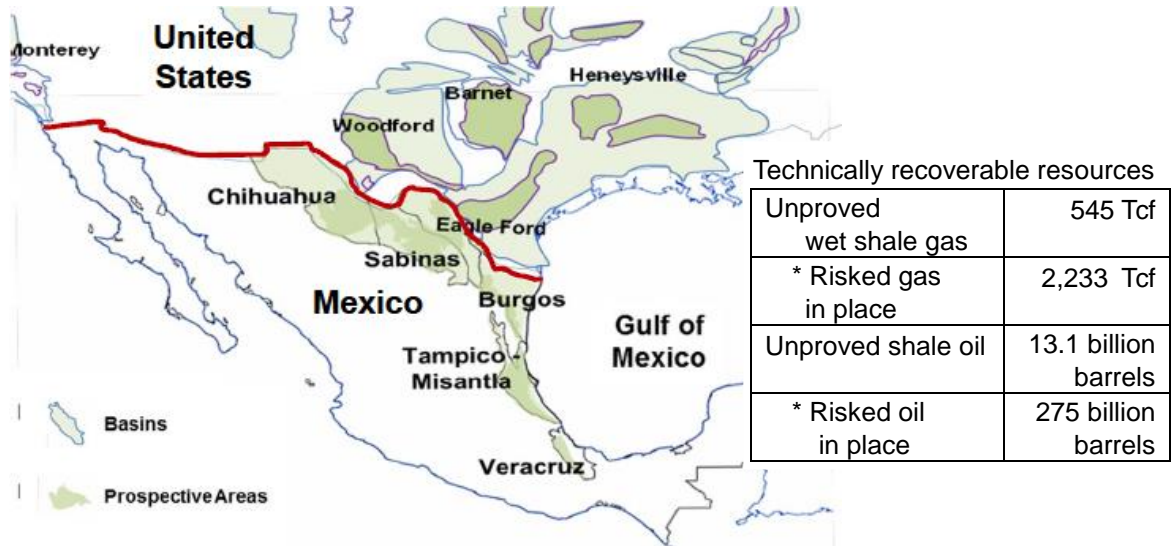 United
States
Monterey
Heneysville
Barnet
Woodford
Chihuahua
Eagle Ford
Sabinas
Mexico
Burgos
Gulf of
Mexico
Tampico -
Misantla
Veracruz
Basins
Prospective Areas
Technically recoverable resources
Unproved 545 Tcf
wet shale gas
* Risked gas 2,233 Tcf
in place
Unproved shale oil 13.1 billion
barrels
* Risked oil 275 billion
in place barrels